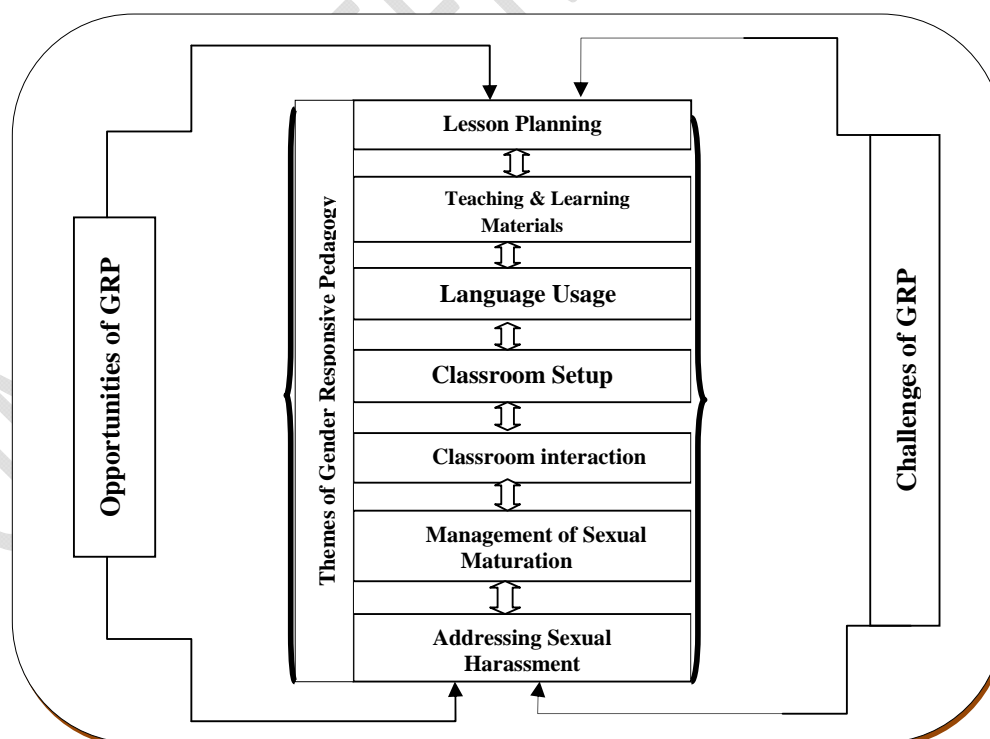 Opportunities of GRP
Themes of Gender Responsive Pedagogy
Lesson Planning
Teaching & Learning
Materials
Language Usage
Classroom Setup
Classroom interaction
Management of Sexual
Maturation
Addressing Sexual
Harassment
Challenges of GRP